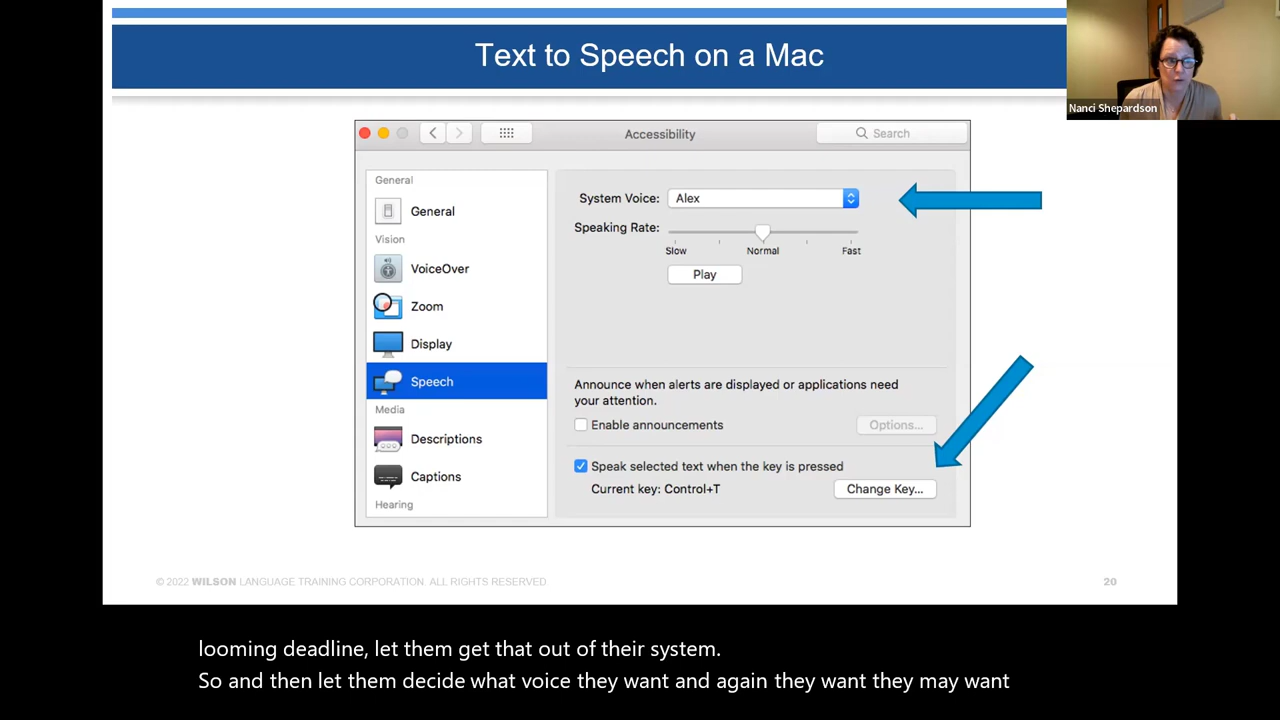 Text to Speech on a Mac
Nanci Shepardson
Accessibility
Search
General
General
Vision
VoiceOver
Zoom
Display
Speech
Media
Descriptions
Captions
Hearing
System Voice: Alex
Speaking Rate:
Slow Normal Fast
Play
Announce when alerts are displayed or applications need
your attention.
Enable announcements Options...
Speak selected text when the key is pressed
Current key: Control+T Change Key...
© 2022 WILSON LANGUAGE TRAINING CORPORATION. ALL RIGHTS RESERVED 20
looming deadline, let them get that out of their system.
So and then let them decide what voice they want and again they want they may want